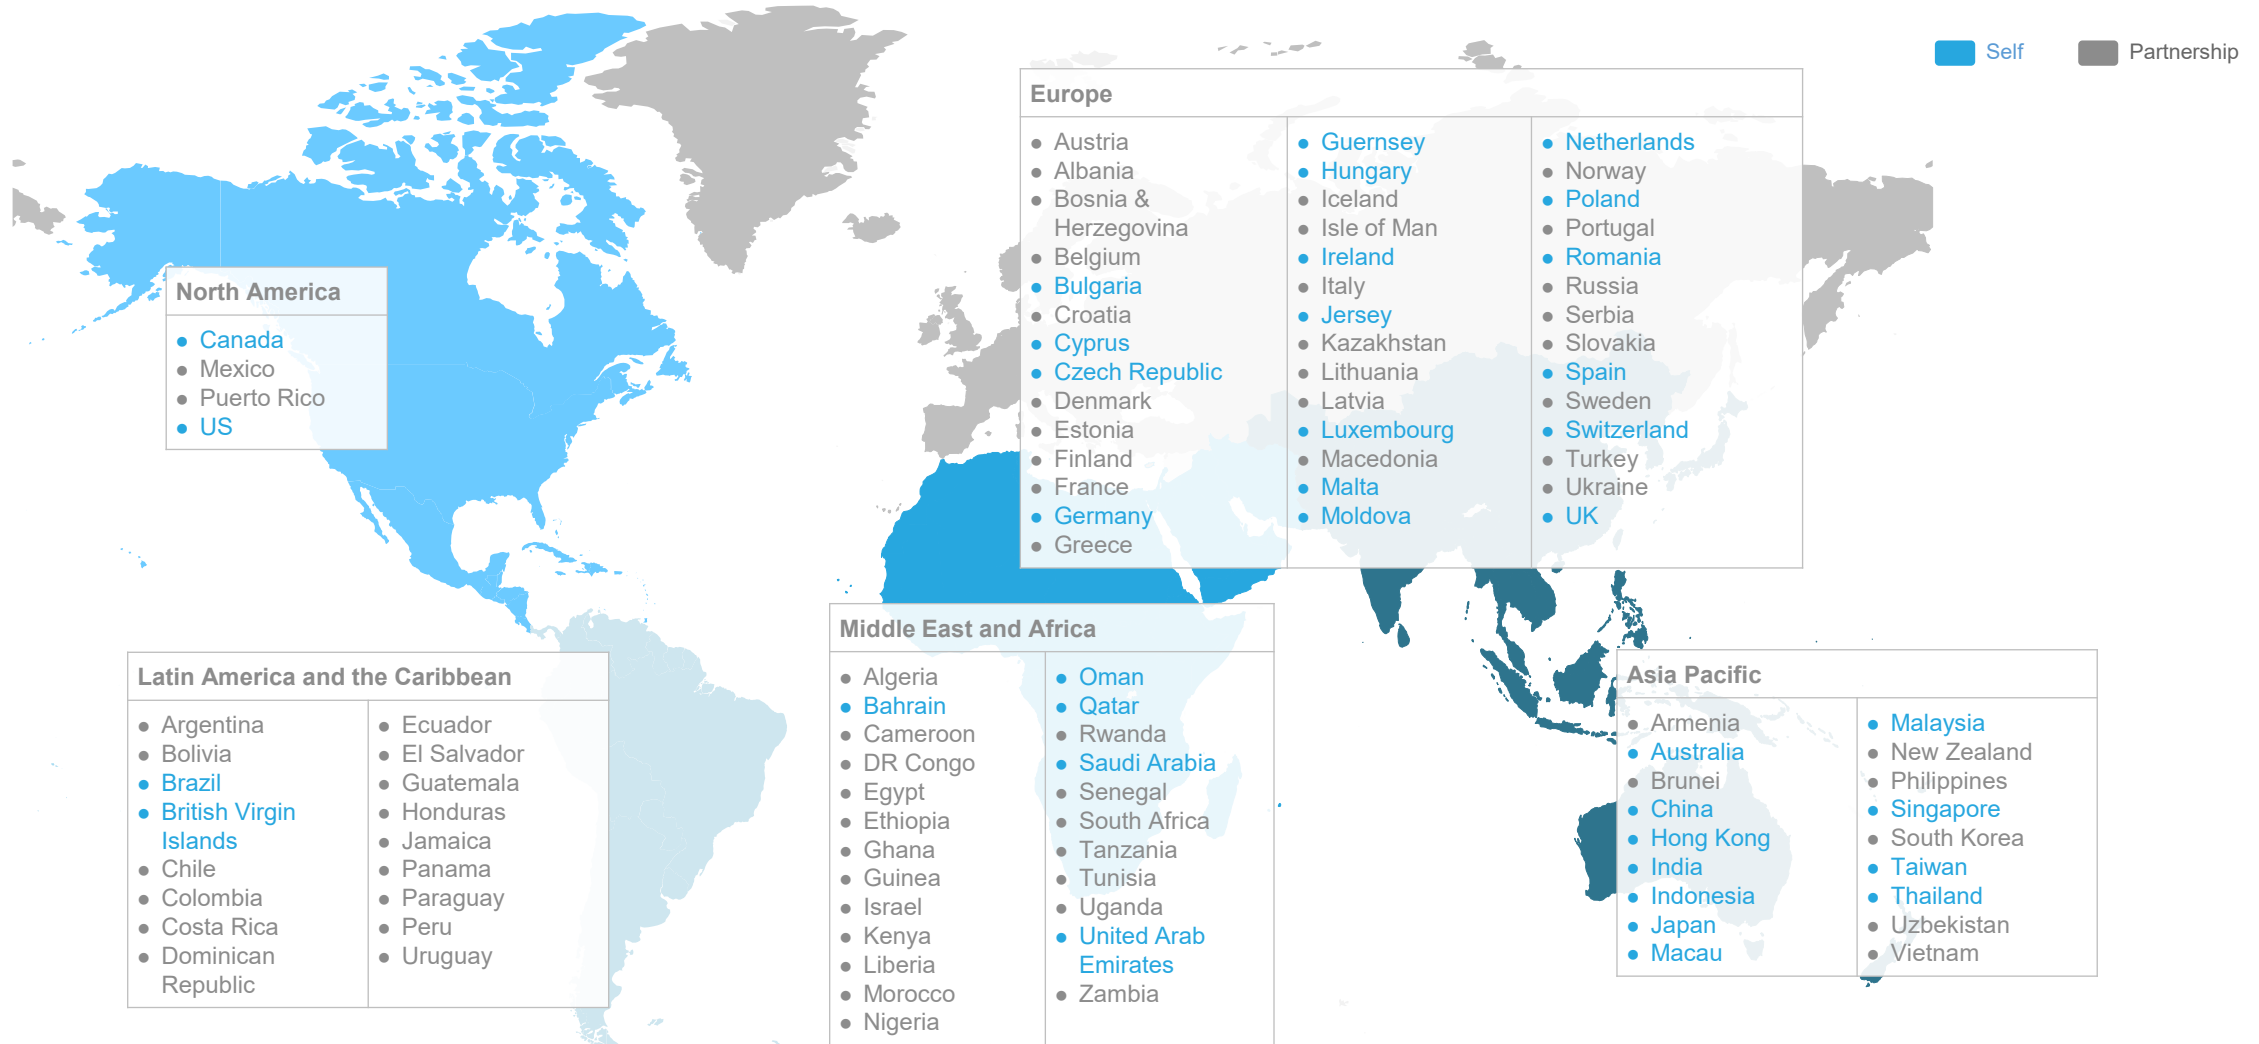 Self
Partnership
Europe
Austria
Albania
Bosnia &
Herzegovina
Belgium
Bulgaria
Croatia
Cyprus
Czech Republic
Denmark
Estonia
Finland
France
Germany
Greece
Guernsey
Hungary
Iceland
Isle of Man
Ireland
Italy
Jersey
Kazakhstan
Lithuania
Latvia
Luxembourg
Macedonia
Malta
Moldova
Netherlands
Norway
Poland
Portugal
Romania
Russia
Serbia
Slovakia
Spain
Sweden
Switzerland
Turkey
Ukraine
UK
North America
Canada
Mexico
Puerto Rico
US
Latin America and the Caribbean
Argentina
Bolivia
Brazil
British Virgin
Islands
Chile
Colombia
Costa Rica
Dominican
Republic
Ecuador
El Salvador
Guatemala
Honduras
Jamaica
Panama
Paraguay
Peru
Uruguay
Middle East and Africa
Algeria
Bahrain
Cameroon
DR Congo
Egypt
Ethiopia
Ghana
Guinea
Israel
Kenya
Liberia
Morocco
Nigeria
Oman
Qatar
Rwanda
Saudi Arabia
Senegal
South Africa
Tanzania
Tunisia
Uganda
United Arab
Emirates
Zambia
Asia Pacific
Armenia
Australia
Brunei
China
Hong Kong
India
Indonesia
Japan
Macau
Malaysia
New Zealand
Philippines
Singapore
South Korea
Taiwan
Thailand
Uzbekistan
Vietnam